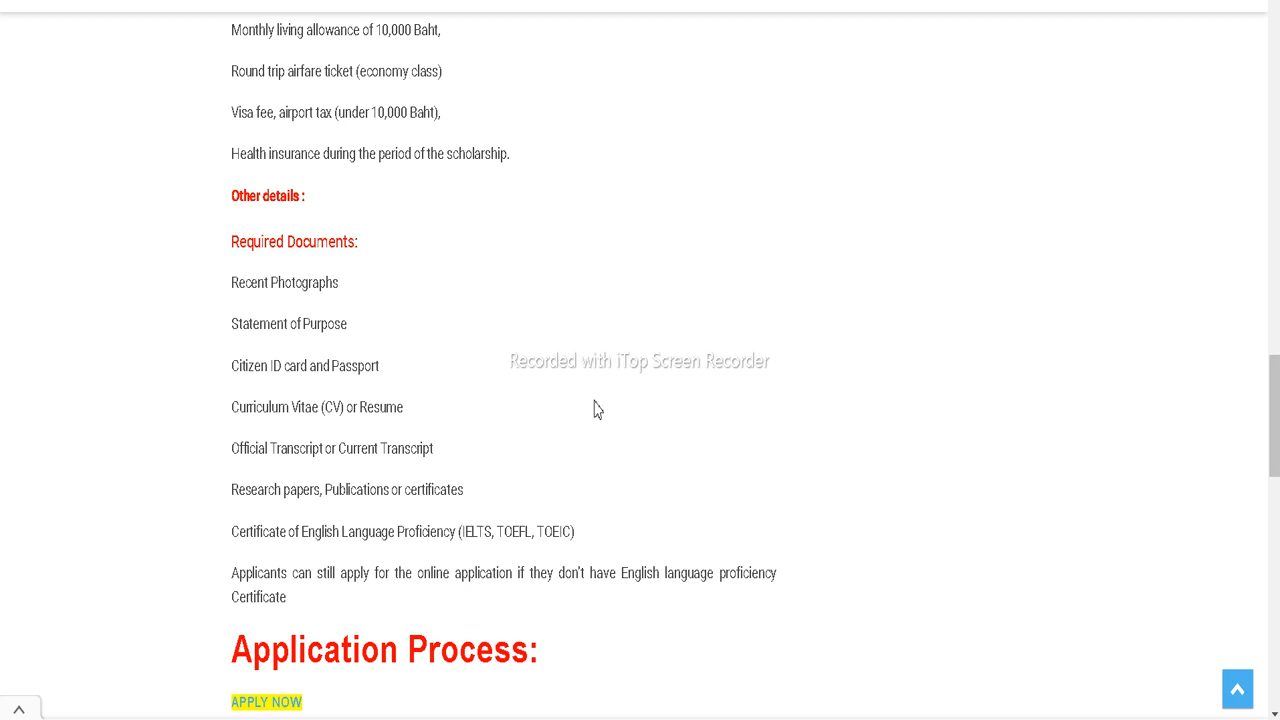 Monthly living allowance of 10,000 Baht,
Round trip airfare ticket (economy class)
Visa fee, airport tax (under 10,000 Baht),
Health insurance during the period of the scholarship.
Other details :
Required Documents:
Recent Photographs
Statement of Purpose
Citizen ID card and Passport
Recorded with iTop Screen Recorder
Curriculum Vitae (CV) or Resume
Official Transcript or Current Transcript
Research papers, Publications or certificates
Certificate of English Language Proficiency (IELTS, TOEFL, TOEIC)
Applicants can still apply for the online application if they don't have English language proficiency
Certificate
Application Process:
APPLY NOW